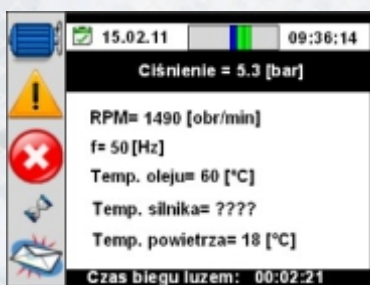 15.02.11 09:36:14
Ciśnienie = 5.3 [bar]
RPM= 1490 [obr/min]
f= 50 [Hz]
Temp. oleju= 60 [°C]
Temp. silnika= ????
Temp. powietrza= 18 [°C]
Czas biegu luzem: 00:02:21